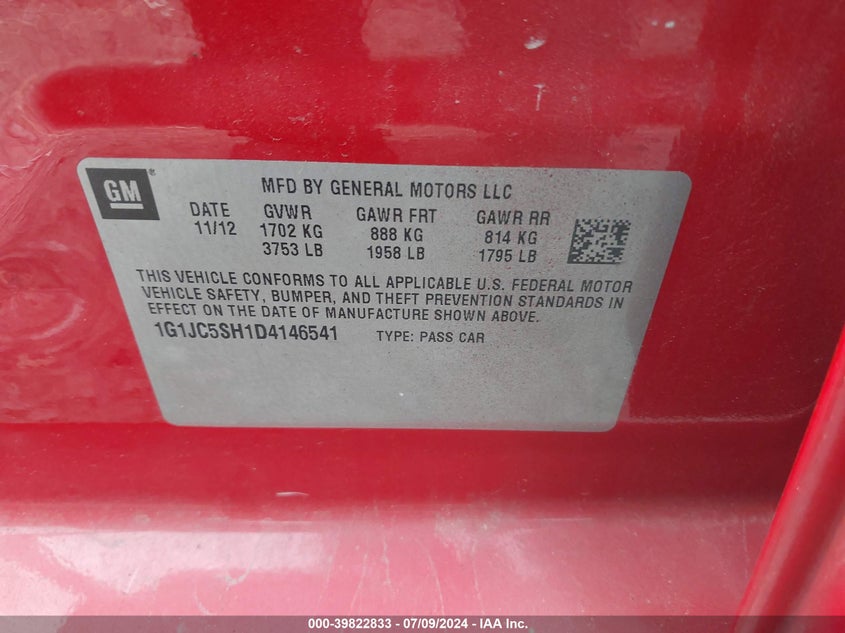 GM ®
MFD BY GENERAL MOTORS LLC
DATE GVWR GAWR FRT GAWR RR
11/12 1702 KG 888 KG 814 KG
3753 LB 1958 LB 1795 LB
THIS VEHICLE CONFORMS TO ALL APPLICABLE U.S. FEDERAL MOTOR
VEHICLE SAFETY, BUMPER, AND THEFT PREVENTION STANDARDS IN
EFFECT ON THE DATE OF MANUFACTURE SHOWN ABOVE.
1G1JC5SH1D4146541 TYPE: PASS CAR
000-39822833 - 07/09/2024 - IAA Inc.